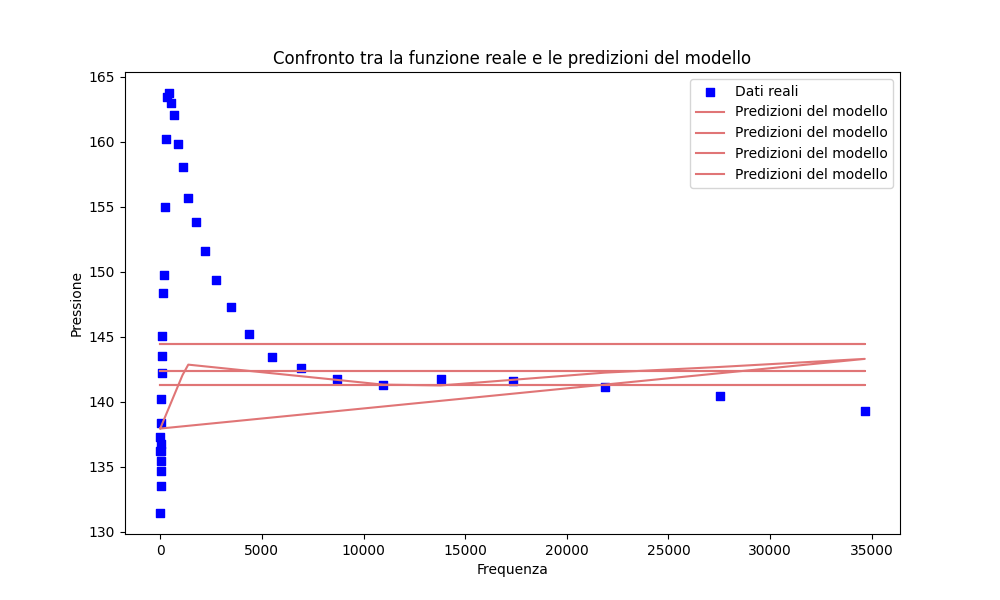 Confronto tra la funzione reale e le predizioni del modello
165
160
155
150
145
140
135
130
Pressione
Dati reali
Predizioni del modello
Predizioni del modello
Predizioni del modello
Predizioni del modello
0 5000 10000 15000 20000 25000 30000 35000
Frequenza